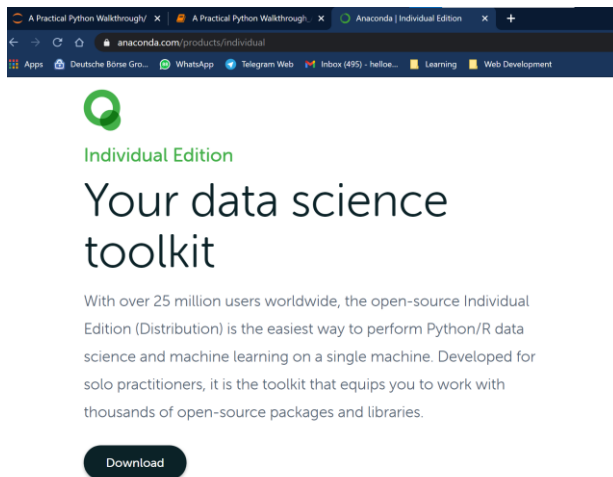 A Practical Python Walkthrough/
A Practical Python Walkthrough_
Anaconda | Individual Edition
anaconda.com/products/individual
Apps
Deutsche Börse Gro...
WhatsApp
Telegram Web
Inbox (495) - helloe...
Learning
Web Development
Individual Edition
Your data science
toolkit
With over 25 million users worldwide, the open-source Individual
Edition (Distribution) is the easiest way to perform Python/R data
science and machine learning on a single machine. Developed for
solo practitioners, it is the toolkit that equips you to work with
thousands of open-source packages and libraries.
Download